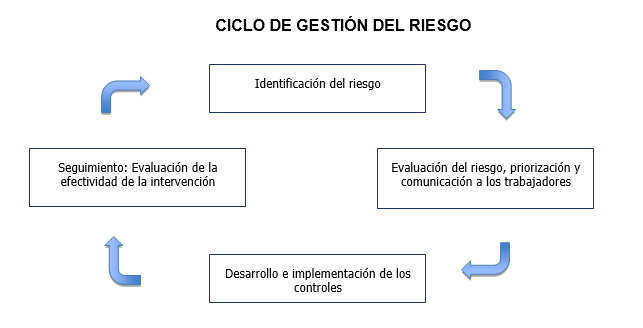 CICLO DE GESTIÓN DEL RIESGO
Identificación del riesgo
Evaluación del riesgo, priorización y
comunicación a los trabajadores
Desarrollo e implementación de los
controles
Seguimiento: Evaluación de la
efectividad de la intervención